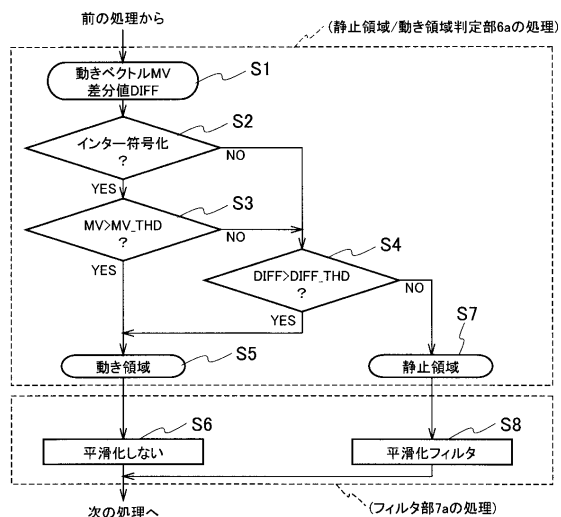 前の処理から
(静止領域/動き領域判定部6aの処理)
動きベクトルMV
差分値DIFF
S1
インター符号化
?
S2
NO
YES
MV>MV_THD
?
S3
NO
YES
DIFF>DIFF_THD
?
S4
NO
YES
動き領域
S5
静止領域
S7
平滑化しない
S6
平滑化フィルタ
S8
次の処理へ
(フィルタ部7aの処理)